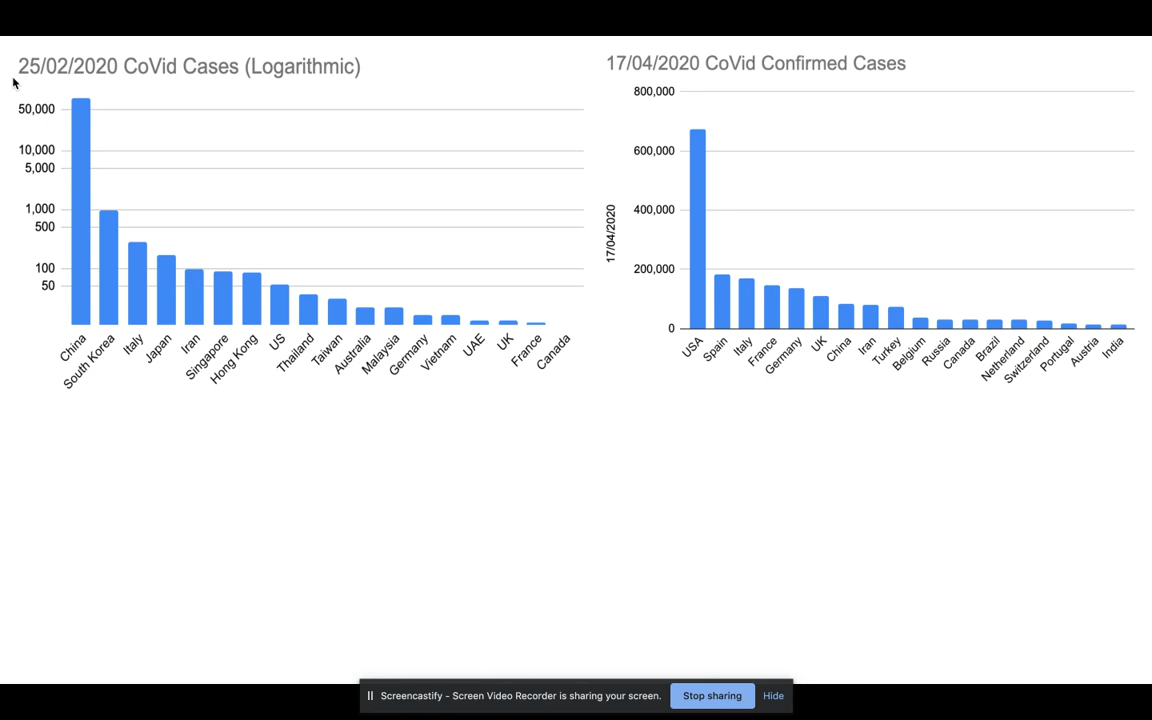 25/02/2020 CoVid Cases (Logarithmic)
50,000
10,000
5,000
1,000
500
100
50
China
South Korea
Italy
Japan
Iran
Singapore
Hong Kong
US
Thailand
Taiwan
Australia
Malaysia
Germany
Vietnam
UAE
UK
France
Canada
17/04/2020 CoVid Confirmed Cases
17/04/2020
800,000
600,000
400,000
200,000
0
USA
Spain
Italy
France
Germany
UK
China
Iran
Turkey
Belgium
Russia
Canada
Brazil
Netherland
Switzerland
Portugal
Austria
India
Screencastify - Screen Video Recorder is sharing your screen.
Stop sharing
Hide